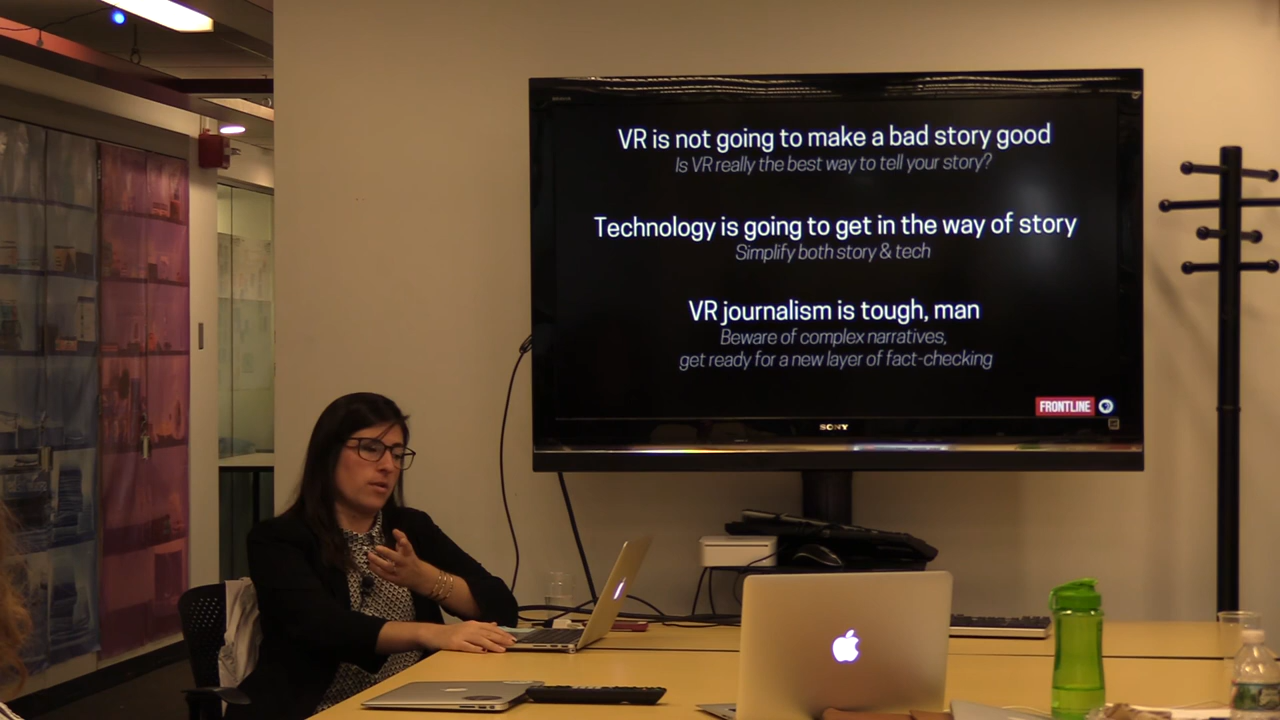 VR is not going to make a bad story good
Is VR really the best way to tell your story?
Technology is going to get in the way of story
Simplify both story & tech
VR journalism is tough, man
Beware of complex narratives,
get ready for a new layer of fact-checking
FRONTLINE
SONY